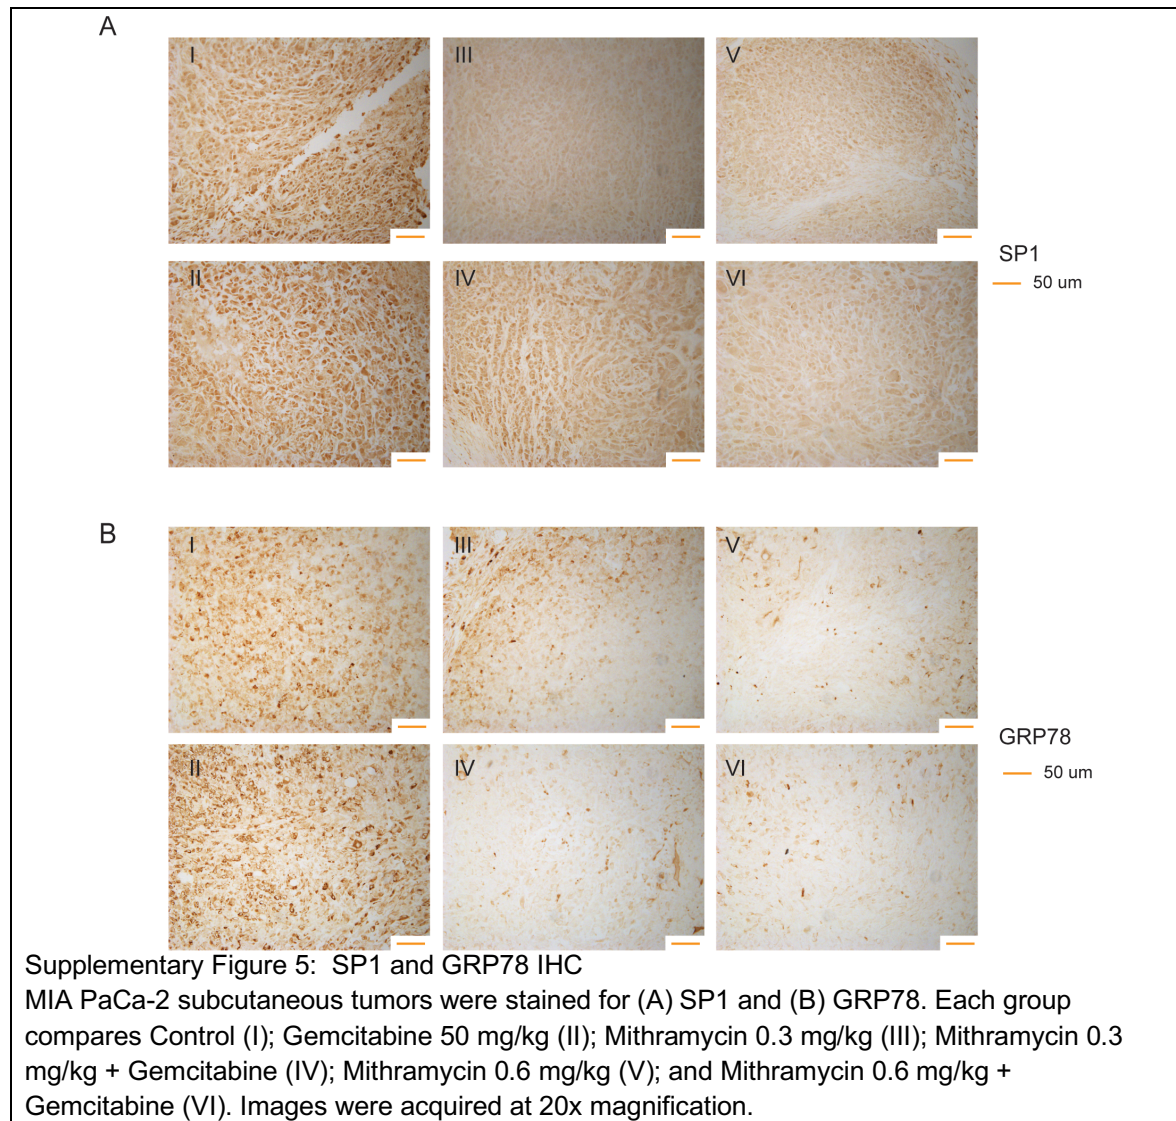 A
I
III
V
II
IV
VI
SP1
50 um
B
I
III
V
II
IV
VI
GRP78
50 um
Supplementary Figure 5:  SP1 and GRP78 IHC
MIA PaCa-2 subcutaneous tumors were stained for (A) SP1 and (B) GRP78. Each group
compares Control (I); Gemcitabine 50 mg/kg (II); Mithramycin 0.3 mg/kg (III); Mithramycin 0.3
mg/kg + Gemcitabine (IV); Mithramycin 0.6 mg/kg (V); and Mithramycin 0.6 mg/kg +
Gemcitabine (VI). Images were acquired at 20x magnification.